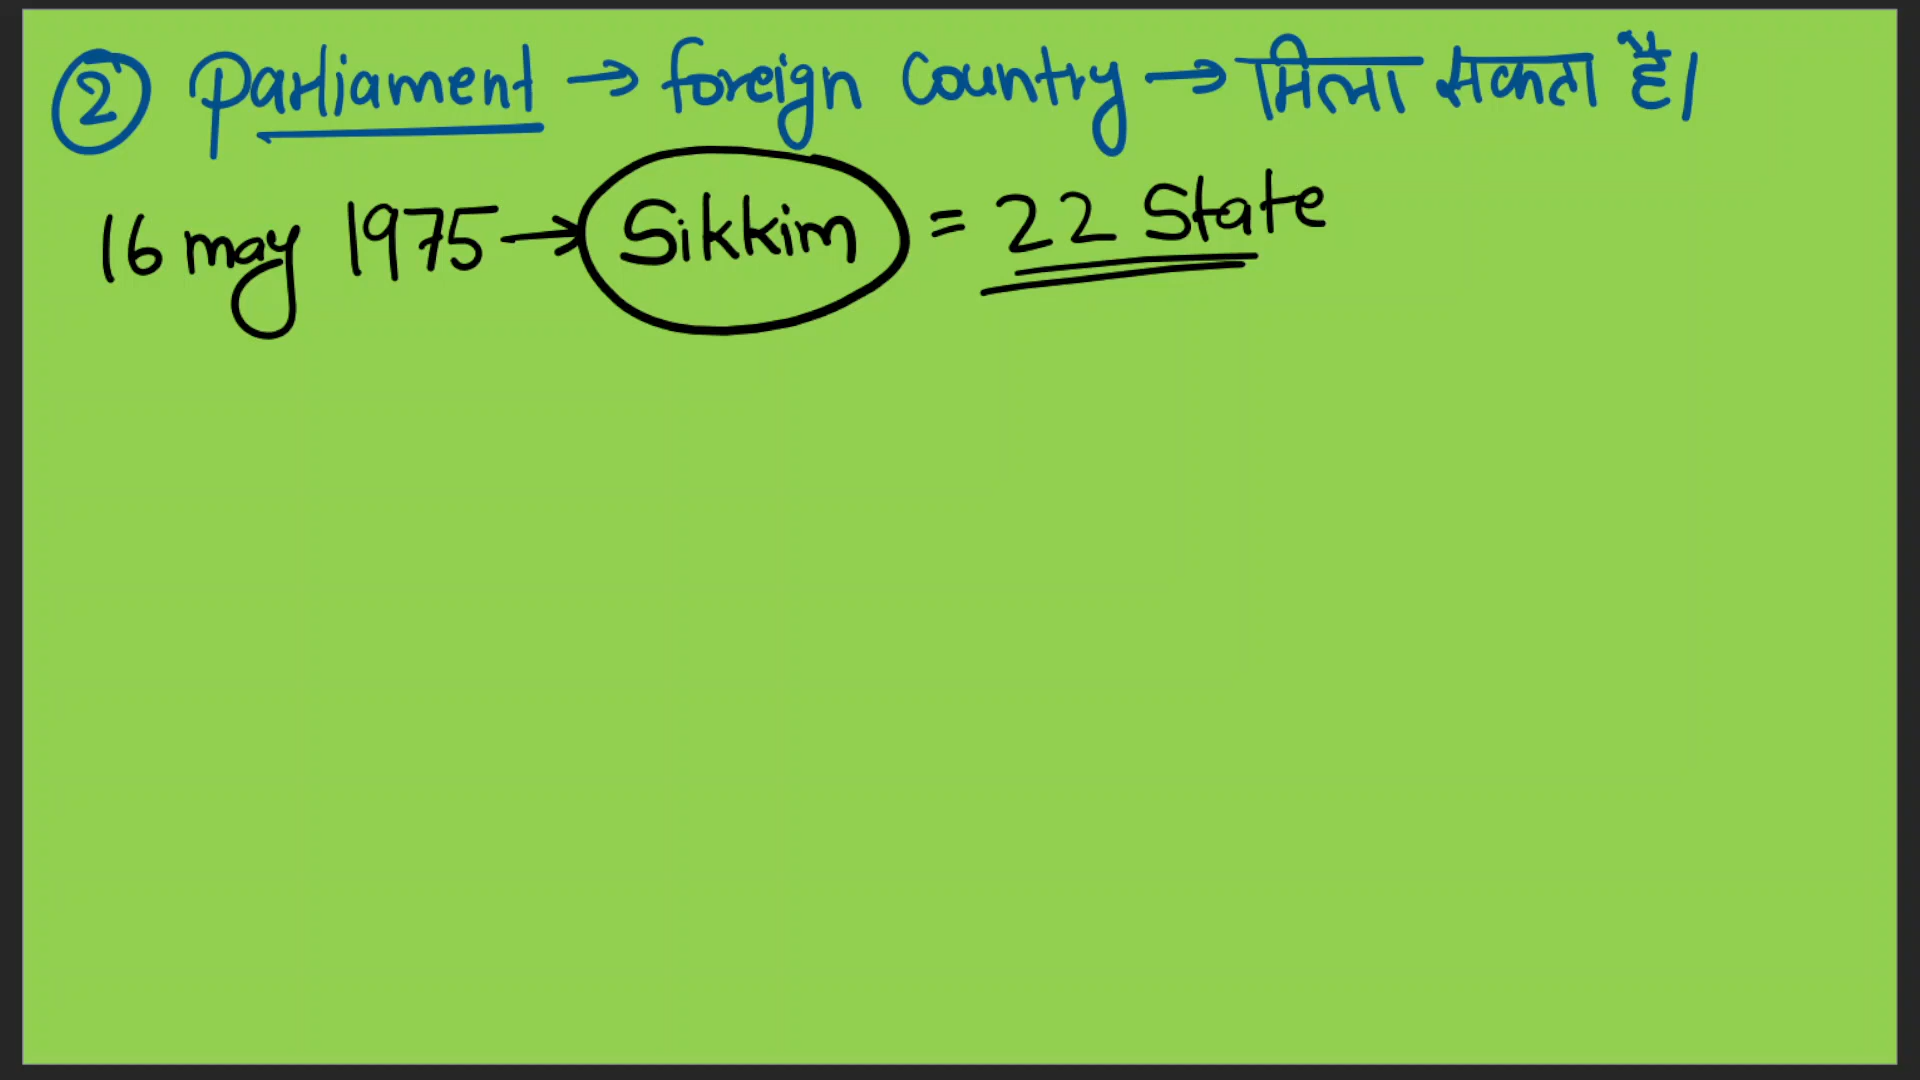 ② Parliament → foreign Country → मिला सकता है।
16 may 1975 → Sikkim = 22 State